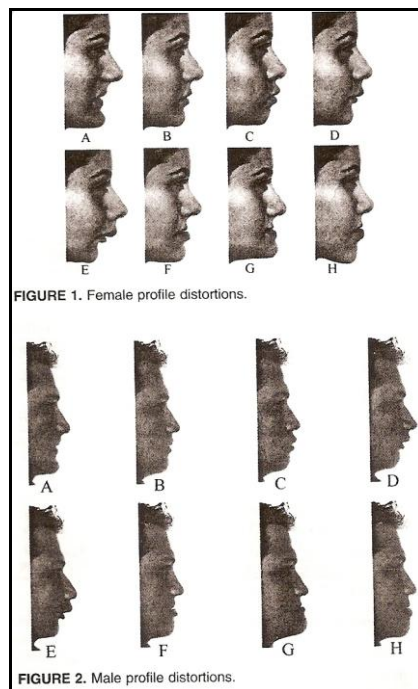 A B C D
E F G H
FIGURE 1. Female profile distortions.
A B C D
E F G H
FIGURE 2. Male profile distortions.